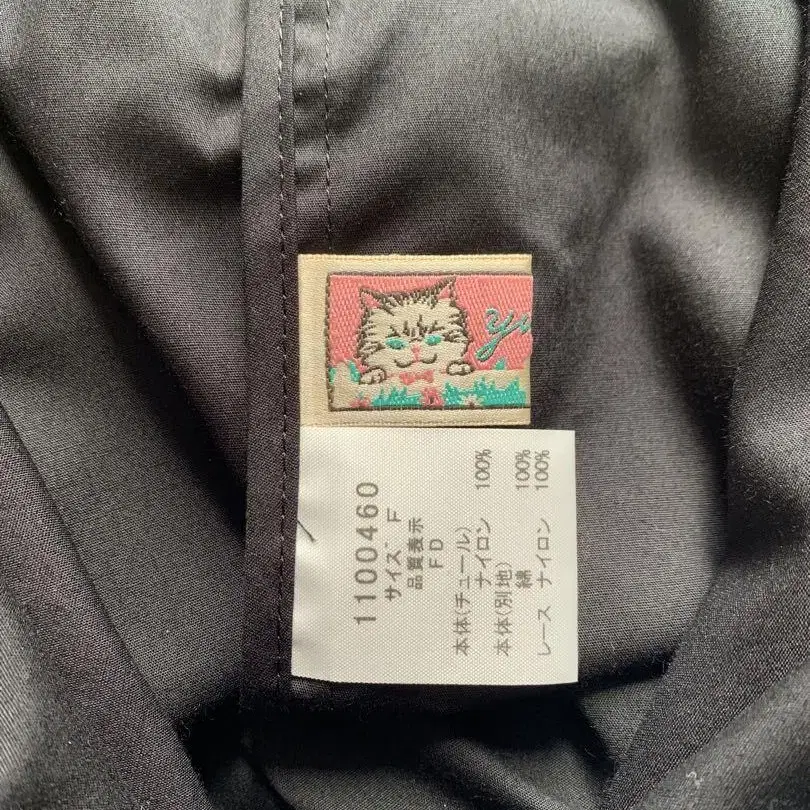 yu
1100460
サイズ F
品質表示
FD
本体(チュール)
ナイロン 100%
本体(別地)
綿 100%
レース ナイロン 100%